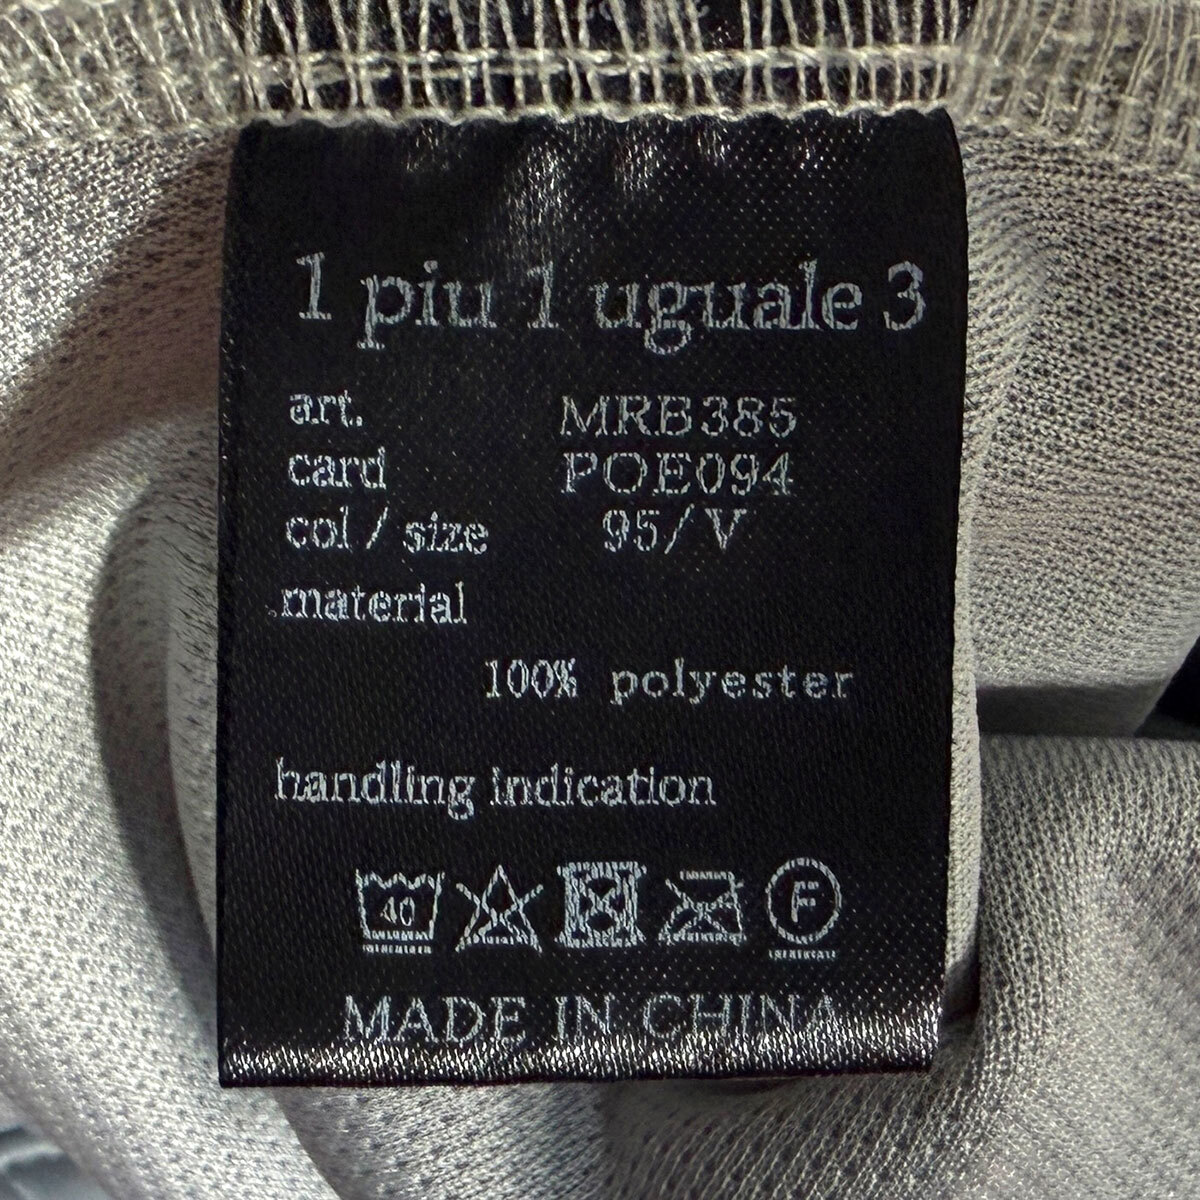 1 piu 1 uguale 3
art. MRB385
card POE094
col / size 95/V
material
100% polyester
handling indication
40 F
MADE IN CHINA